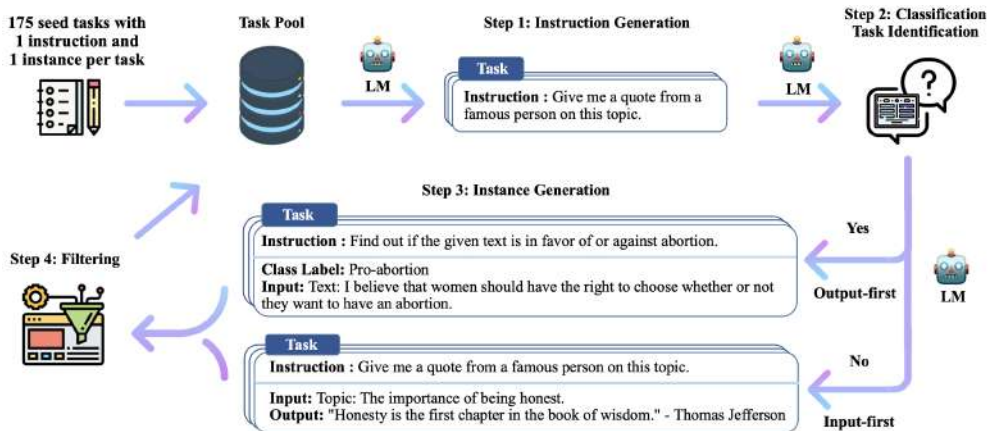 175 seed tasks with
1 instruction and
1 instance per task
Task Pool
Step 1: Instruction Generation
Step 2: Classification
Task Identification
LM
Task
Instruction : Give me a quote from a
famous person on this topic.
LM
Step 3: Instance Generation
Task
Instruction : Find out if the given text is in favor of or against abortion.
Class Label: Pro-abortion
Input: Text: I believe that women should have the right to choose whether or not
they want to have an abortion.
Yes
Output-first
LM
Step 4: Filtering
Task
Instruction : Give me a quote from a famous person on this topic.
Input: Topic: The importance of being honest.
Output: "Honesty is the first chapter in the book of wisdom." - Thomas Jefferson
No
Input-first